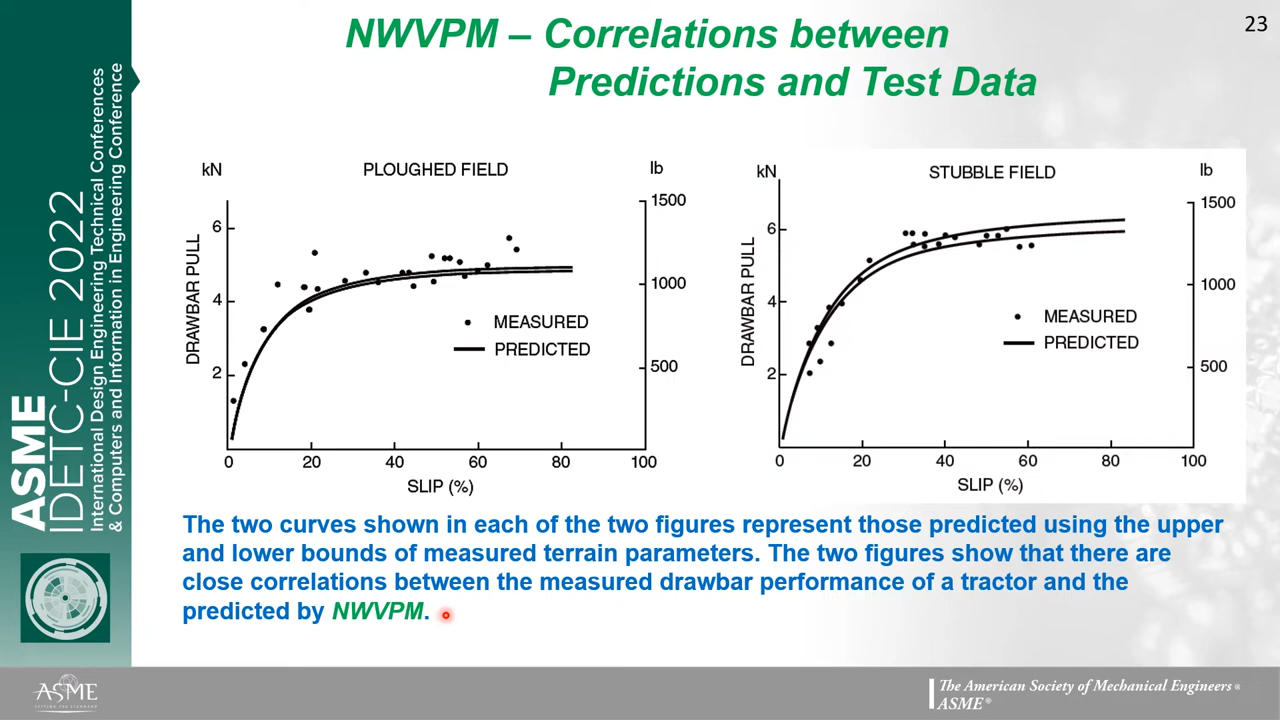 NWVPM – Correlations between
Predictions and Test Data
23
ASME
IDETC-CIE 2022
International Design Engineering Technical Conferences
& Computers and Information in Engineering Conference
kN
PLOUGHED FIELD
lb
DRAWBAR PULL
6
4
2
1500
1000
500
MEASURED
PREDICTED
0
20
40
60
80
100
SLIP (%)
kN
STUBBLE FIELD
lb
DRAWBAR PULL
6
4
2
1500
1000
500
MEASURED
PREDICTED
0
20
40
60
80
100
SLIP (%)
The two curves shown in each of the two figures represent those predicted using the upper
and lower bounds of measured terrain parameters. The two figures show that there are
close correlations between the measured drawbar performance of a tractor and the
predicted by NWVPM.
ASME
SETTING THE STANDARD
The American Society of Mechanical Engineers ®
ASME ®